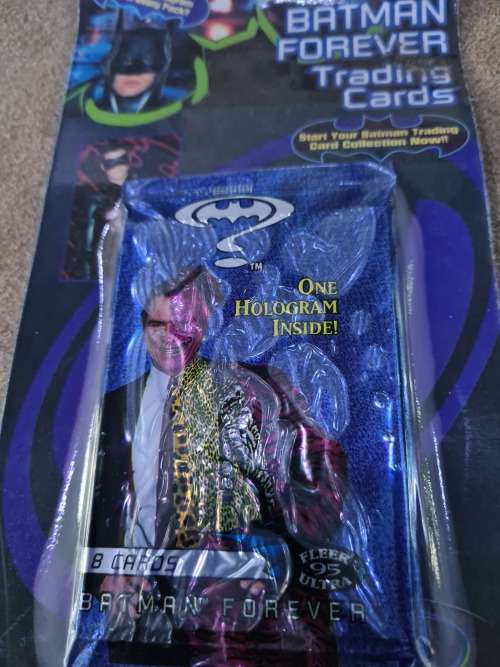 BATMAN
FOREVER
Trading
Cards
Start Your Batman Trading
Card Collection Now!!
TM
ONE
HOLOGRAM
INSIDE!
8 CARDS
FLEER
95
ULTRA
BATMAN FOREVER